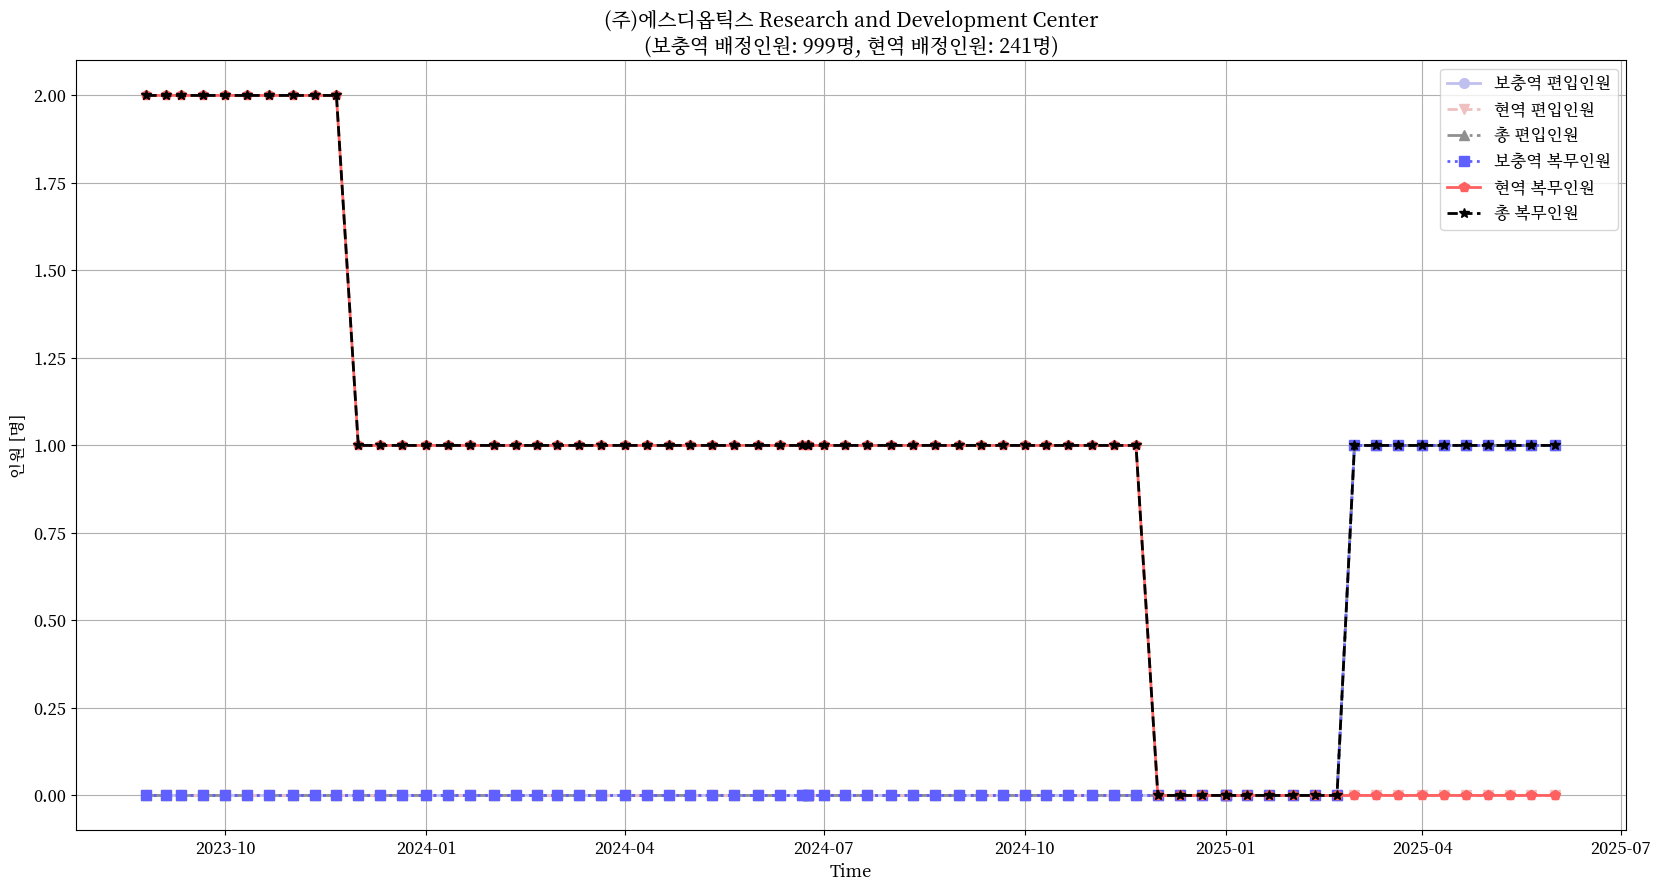 (주)에스디옵틱스 Research and Development Center
(보충역 배정인원: 999명, 현역 배정인원: 241명)
보충역 편입인원
현역 편입인원
총 편입인원
보충역 복무인원
현역 복무인원
총 복무인원
인원 [명]
2.00
1.75
1.50
1.25
1.00
0.75
0.50
0.25
0.00
2023-10
2024-01
2024-04
2024-07
2024-10
2025-01
2025-04
2025-07
Time